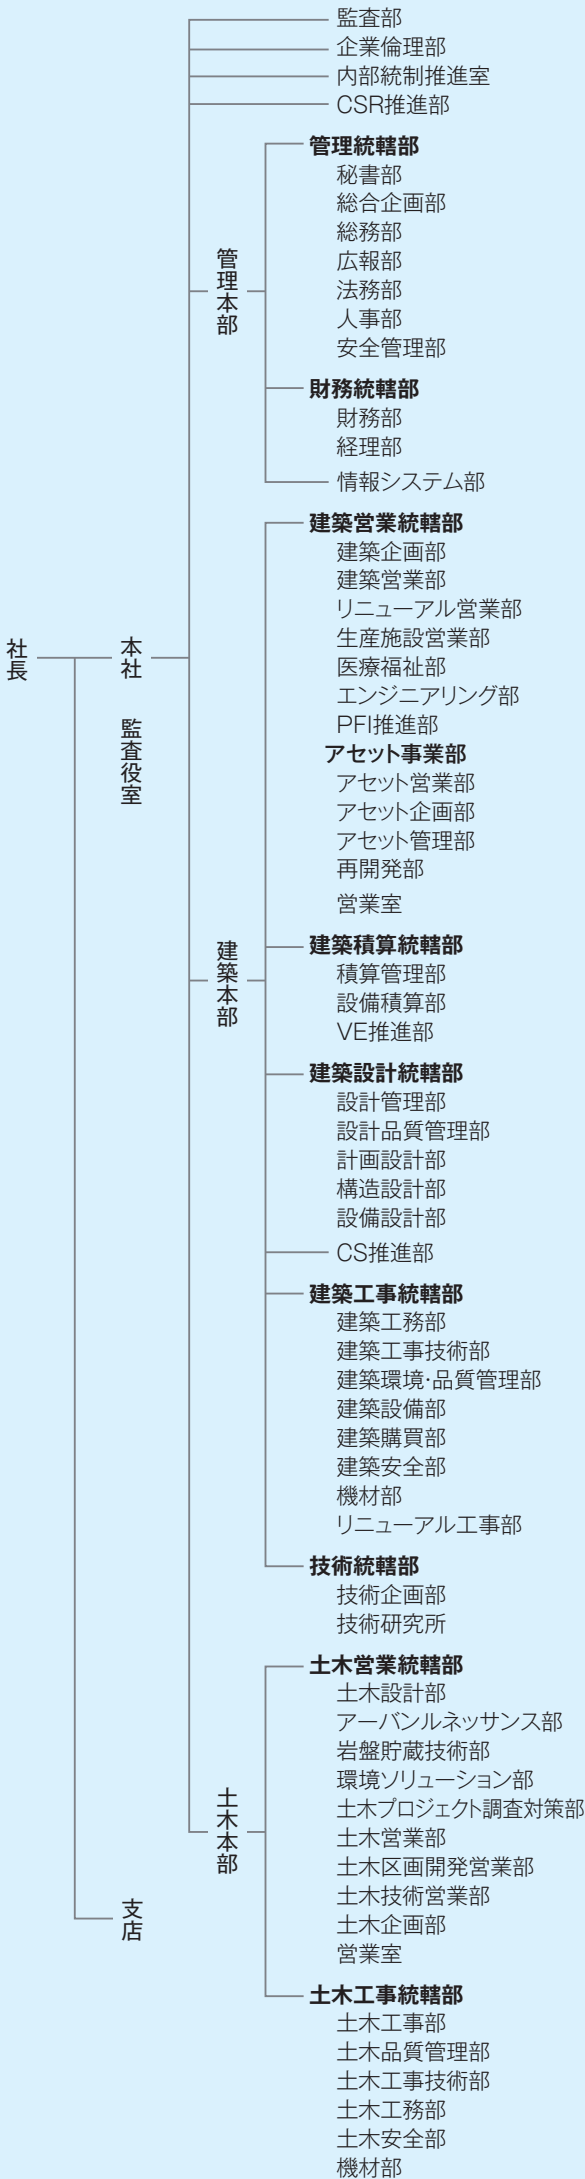 社長
本社
監査役室
支店
監査部
企業倫理部
内部統制推進室
CSR推進部
管理本部
管理統轄部
秘書部
総合企画部
総務部
広報部
法務部
人事部
安全管理部
財務統轄部
財務部
経理部
情報システム部
建築本部
建築営業統轄部
建築企画部
建築営業部
リニューアル営業部
生産施設営業部
医療福祉部
エンジニアリング部
PFI推進部
アセット事業部
アセット営業部
アセット企画部
アセット管理部
再開発部
営業室
建築積算統轄部
積算管理部
設備積算部
VE推進部
建築設計統轄部
設計管理部
設計品質管理部
計画設計部
構造設計部
設備設計部
CS推進部
建築工事統轄部
建築工務部
建築工事技術部
建築環境・品質管理部
建築設備部
建築購買部
建築安全部
機材部
リニューアル工事部
技術統轄部
技術企画部
技術研究所
土木本部
土木営業統轄部
土木設計部
アーバンルネッサンス部
岩盤貯蔵技術部
環境ソリューション部
土木プロジェクト調査対策部
土木営業部
土木区画開発営業部
土木技術営業部
土木企画部
営業室
土木工事統轄部
土木工事部
土木品質管理部
土木工事技術部
土木工務部
土木安全部
機材部